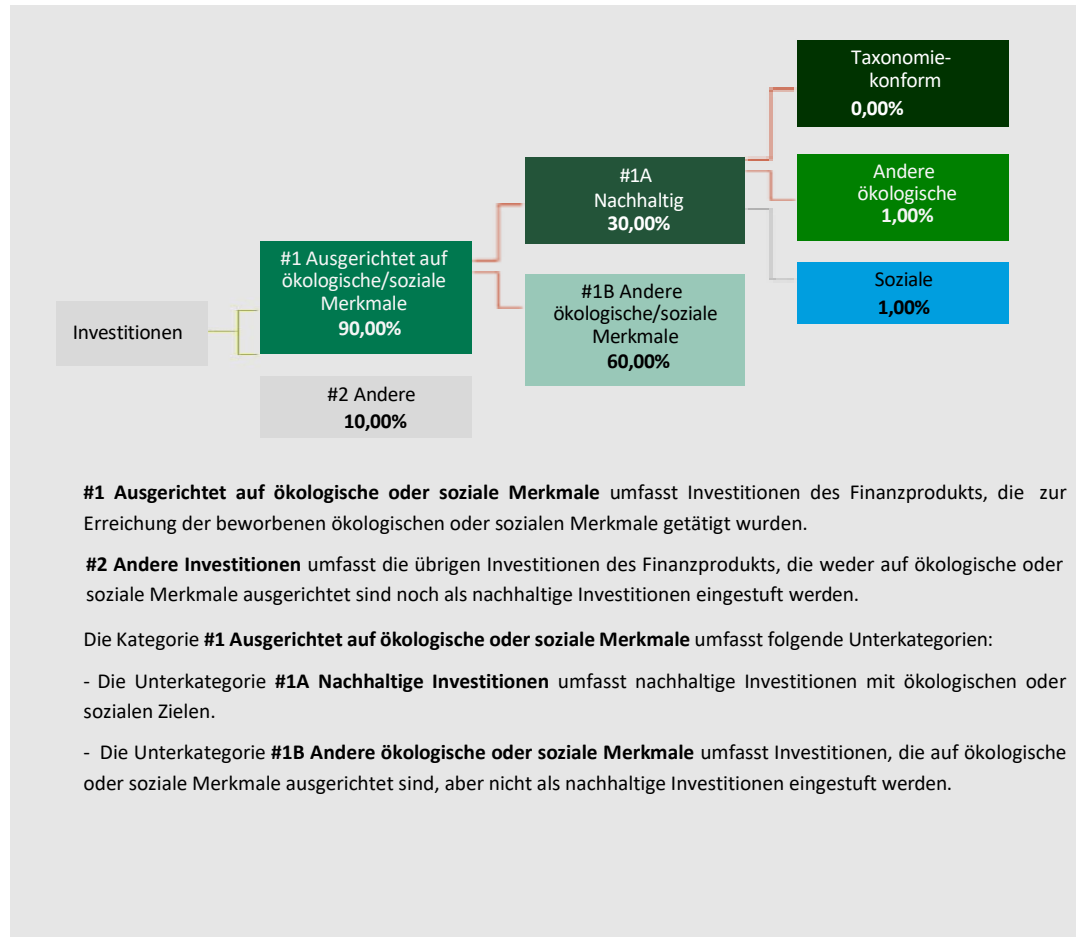 Taxonomie-
konform
0,00%
#1A
Nachhaltig
30,00%
Andere
ökologische
1,00%
#1 Ausgerichtet auf
ökologische/soziale
Merkmale
90,00%
#1B Andere
ökologische/soziale
Merkmale
60,00%
Soziale
1,00%
Investitionen
#2 Andere
10,00%
#1 Ausgerichtet auf ökologische oder soziale Merkmale umfasst Investitionen des Finanzprodukts, die zur
Erreichung der beworbenen ökologischen oder sozialen Merkmale getätigt wurden.
#2 Andere Investitionen umfasst die übrigen Investitionen des Finanzprodukts, die weder auf ökologische oder
soziale Merkmale ausgerichtet sind noch als nachhaltige Investitionen eingestuft werden.
Die Kategorie #1 Ausgerichtet auf ökologische oder soziale Merkmale umfasst folgende Unterkategorien:
- Die Unterkategorie #1A Nachhaltige Investitionen umfasst nachhaltige Investitionen mit ökologischen oder
sozialen Zielen.
- Die Unterkategorie #1B Andere ökologische oder soziale Merkmale umfasst Investitionen, die auf ökologische
oder soziale Merkmale ausgerichtet sind, aber nicht als nachhaltige Investitionen eingestuft werden.